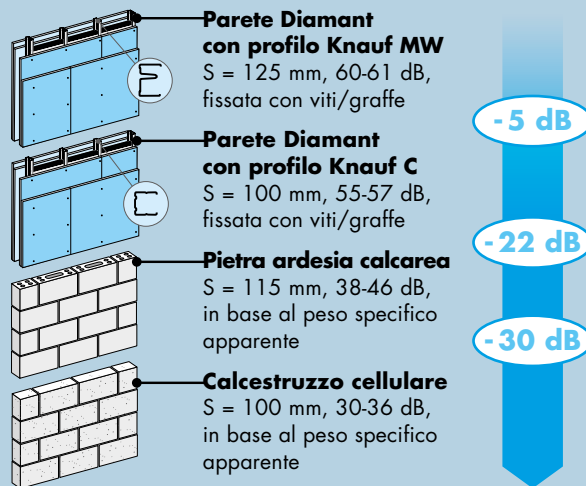 Parete Diamant
con profilo Knauf MW
S = 125 mm, 60-61 dB,
fissata con viti/graffe
- 5 dB
Parete Diamant
con profilo Knauf C
S = 100 mm, 55-57 dB,
fissata con viti/graffe
- 22 dB
Pietra ardesia calcarea
S = 115 mm, 38-46 dB,
in base al peso specifico
apparente
- 30 dB
Calcestruzzo cellulare
S = 100 mm, 30-36 dB,
in base al peso specifico
apparente